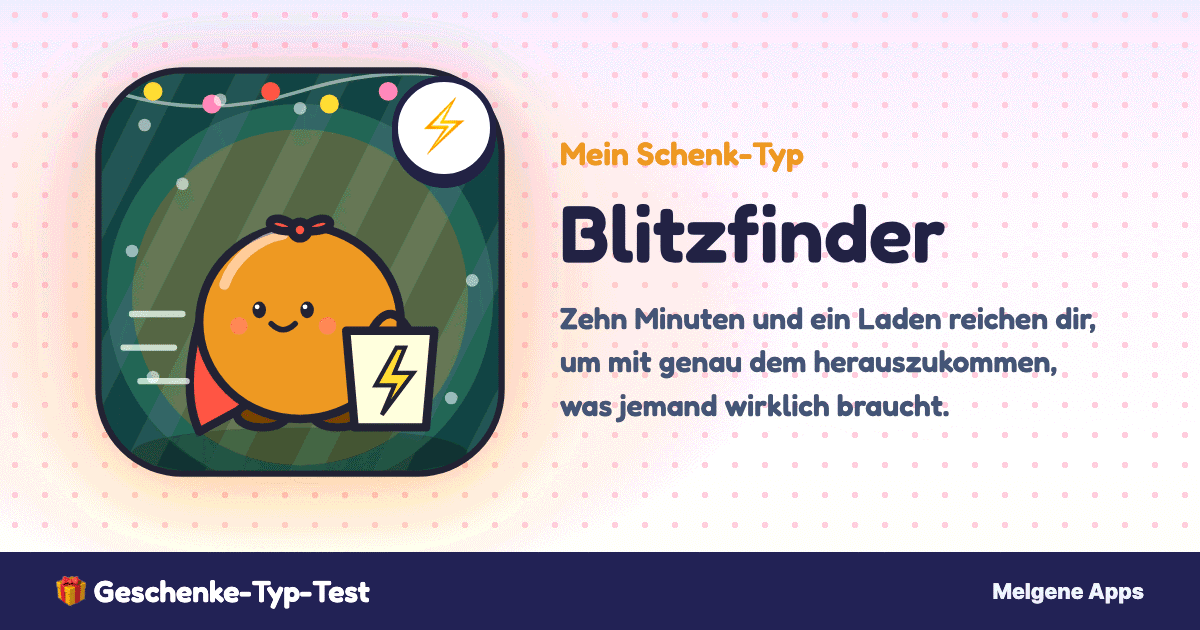 Mein Schenk-Typ
Blitzfinder
Zehn Minuten und ein Laden reichen dir,
um mit genau dem herauszukommen,
was jemand wirklich braucht.
Geschenke-Typ-Test
Melgene Apps